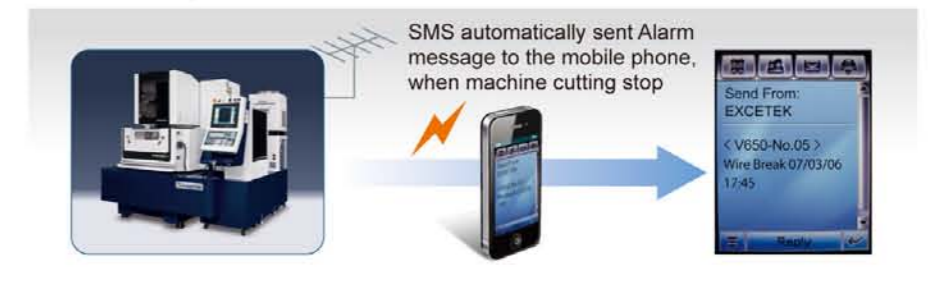 SMS automatically sent Alarm
message to the mobile phone,
when machine cutting stop
Send From:
EXCETEK
< V650-No.05 >
Wire Break 07/03/06
17:45
Reply